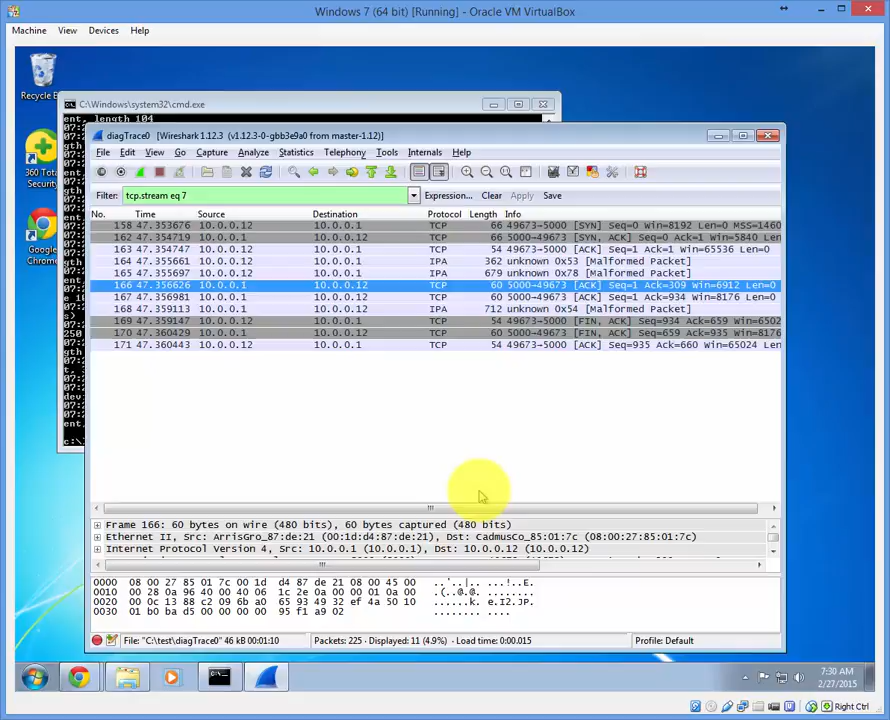 Windows 7 (64 bit) [Running] - Oracle VM VirtualBox
Machine View Devices Help
Recycle
C:\Windows\system32\cmd.exe
ent, length 104
diagTrace0 [Wireshark 1.12.3 (v1.12.3-0-gbb3e9a0 from master-1.12)]
File Edit View Go Capture Analyze Statistics Telephony Tools Internals Help
360 Total
Security
Filter: tcp.stream eq 7 Expression... Clear Apply Save
No. Time Source Destination Protocol Length Info
158 47.353676 10.0.0.12 10.0.0.1 TCP 66 49673→5000 [SYN] Seq=0 Win=8192 Len=0 MSS=1460
162 47.354719 10.0.0.1 10.0.0.12 TCP 66 5000→49673 [SYN, ACK] Seq=0 Ack=1 Win=5840 Len=
163 47.354747 10.0.0.12 10.0.0.1 TCP 54 49673→5000 [ACK] Seq=1 Ack=1 Win=65536 Len=0
164 47.355661 10.0.0.12 10.0.0.1 IPA 362 unknown 0x53 [Malformed Packet]
165 47.355697 10.0.0.12 10.0.0.1 IPA 679 unknown 0x78 [Malformed Packet]
166 47.356626 10.0.0.1 10.0.0.12 TCP 60 5000→49673 [ACK] Seq=1 Ack=309 Win=6912 Len=0
167 47.356981 10.0.0.1 10.0.0.12 TCP 60 5000→49673 [ACK] Seq=1 Ack=934 Win=8176 Len=0
168 47.359113 10.0.0.1 10.0.0.12 IPA 712 unknown 0x54 [Malformed Packet]
169 47.359147 10.0.0.12 10.0.0.1 TCP 54 49673→5000 [FIN, ACK] Seq=934 Ack=659 Win=6502
170 47.360429 10.0.0.1 10.0.0.12 TCP 60 5000→49673 [FIN, ACK] Seq=659 Ack=935 Win=8176
171 47.360443 10.0.0.12 10.0.0.1 TCP 54 49673→5000 [ACK] Seq=935 Ack=660 Win=65024 Len
Google
Chrome
Frame 166: 60 bytes on wire (480 bits), 60 bytes captured (480 bits)
Ethernet II, Src: ArrisGro_87:de:21 (00:1d:d4:87:de:21), Dst: CadmusCo_85:01:7c (08:00:27:85:01:7c)
Internet Protocol Version 4, Src: 10.0.0.1 (10.0.0.1), Dst: 10.0.0.12 (10.0.0.12)
0000 08 00 27 85 01 7c 00 1d d4 87 de 21 08 00 45 00 ..'..|.. ...!..E.
0010 00 28 0a 96 40 00 40 06 1c 2e 0a 00 00 01 0a 00 .(..@.@. ........
0020 00 0c 13 88 c2 09 6b a0 65 93 49 32 ef 4a 50 10 ......k. e.I2.JP.
0030 01 b0 ba d5 00 00 00 00 95 f1 a9 02 ........ ....
File: "C:\test\diagTrace0" 46 kB 00:01:10 Packets: 225 · Displayed: 11 (4.9%) · Load time: 0:00.015 Profile: Default
7:30 AM
2/27/2015
Right Ctrl